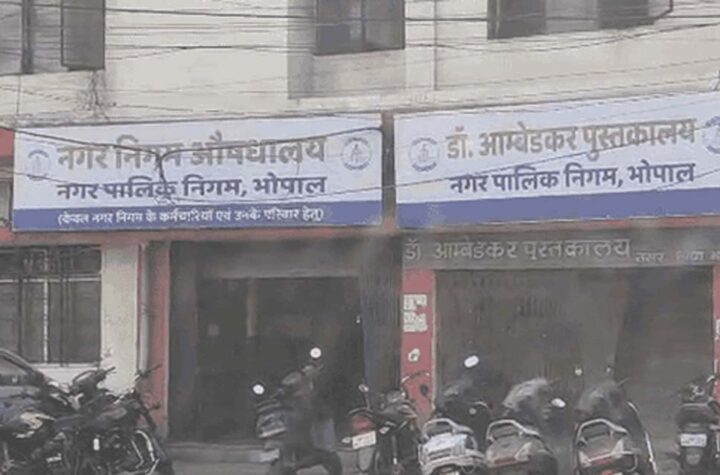 नगर निगम औषधालय
नगर पालिक निगम, भोपाल
(केवल नगर निगम के कर्मचारियों एवं उनके परिवार हेतु)
डॉ. आम्बेडकर पुस्तकालय
नगर पालिक निगम, भोपाल
डॉ आम्बेडकर पुस्तकालय